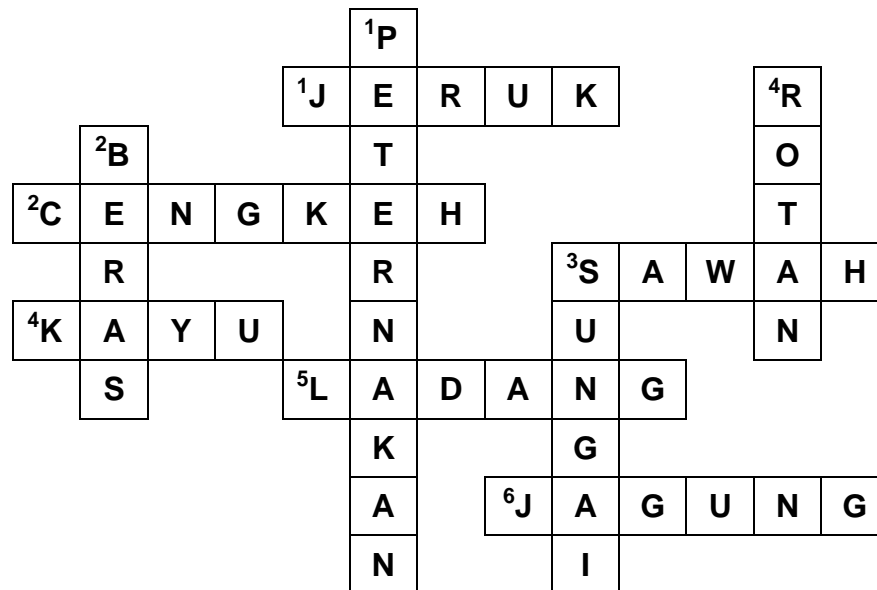 ¹P
¹J E R U K ⁴R
²B T O
²C E N G K E H T
R R ³S A W A H
⁴K A Y U N U N
S ⁵L A D A N G
K G
A ⁶J A G U N G
N I